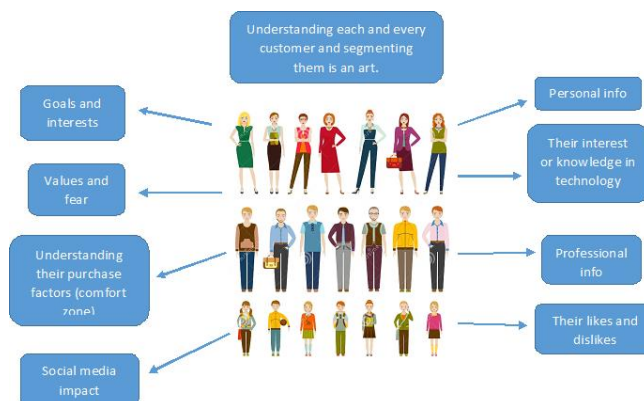 Understanding each and every
customer and segmenting
them is an art.
Goals and
interests
Values and
fear
Understanding
their purchase
factors (comfort
zone)
Social media
impact
Personal info
Their interest
or knowledge in
technology
Professional
info
Their likes and
dislikes